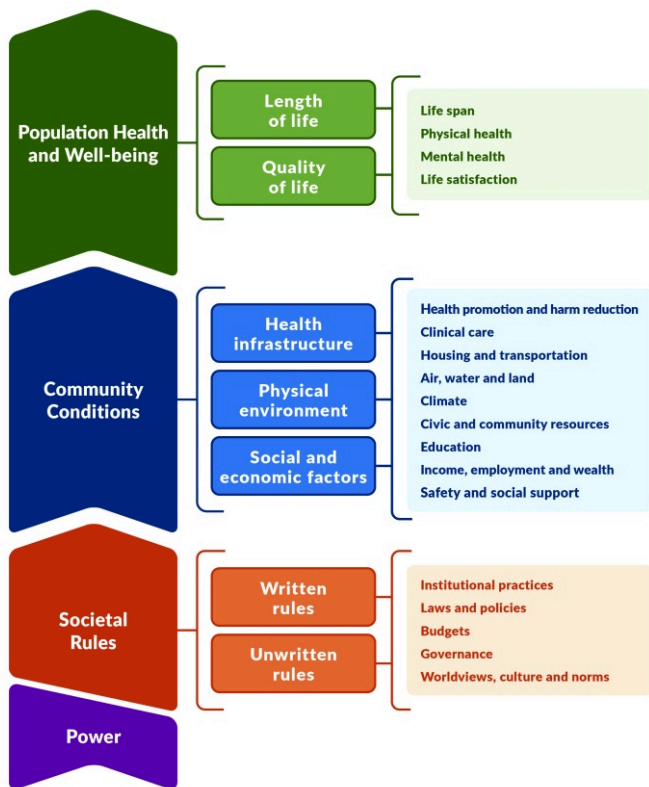 Population Health
and Well-being
Length
of life
Quality
of life
Life span
Physical health
Mental health
Life satisfaction
Community
Conditions
Health
infrastructure
Physical
environment
Social and
economic factors
Health promotion and harm reduction
Clinical care
Housing and transportation
Air, water and land
Climate
Civic and community resources
Education
Income, employment and wealth
Safety and social support
Societal
Rules
Written
rules
Unwritten
rules
Institutional practices
Laws and policies
Budgets
Governance
Worldviews, culture and norms
Power